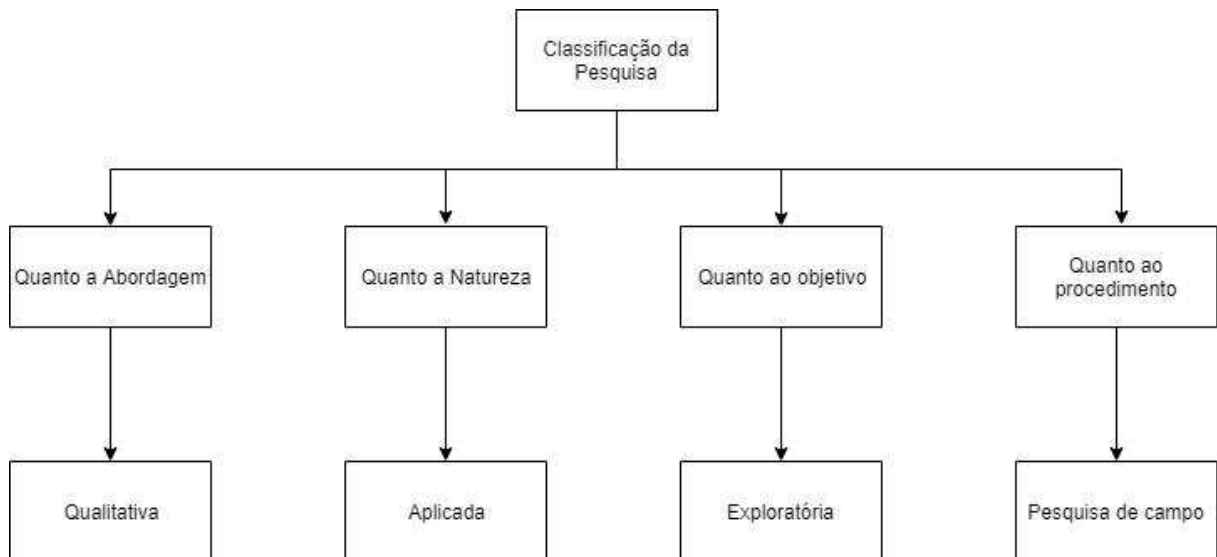 Classificação da
Pesquisa
Quanto a Abordagem
Quanto a Natureza
Quanto ao objetivo
Quanto ao
procedimento
Qualitativa
Aplicada
Exploratória
Pesquisa de campo